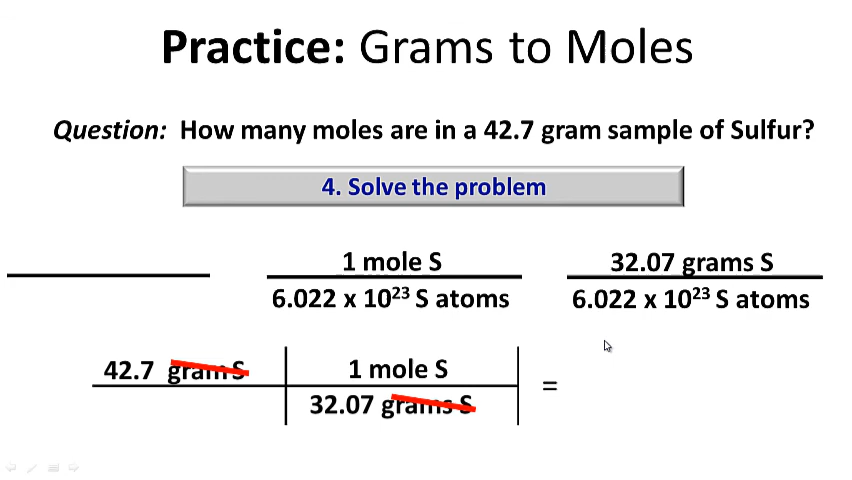 Practice: Grams to Moles
Question: How many moles are in a 42.7 gram sample of Sulfur?
4. Solve the problem
1 mole S
6.022 x 10²³ S atoms
32.07 grams S
6.022 x 10²³ S atoms
42.7 gram S
1 mole S
32.07 grams S
=